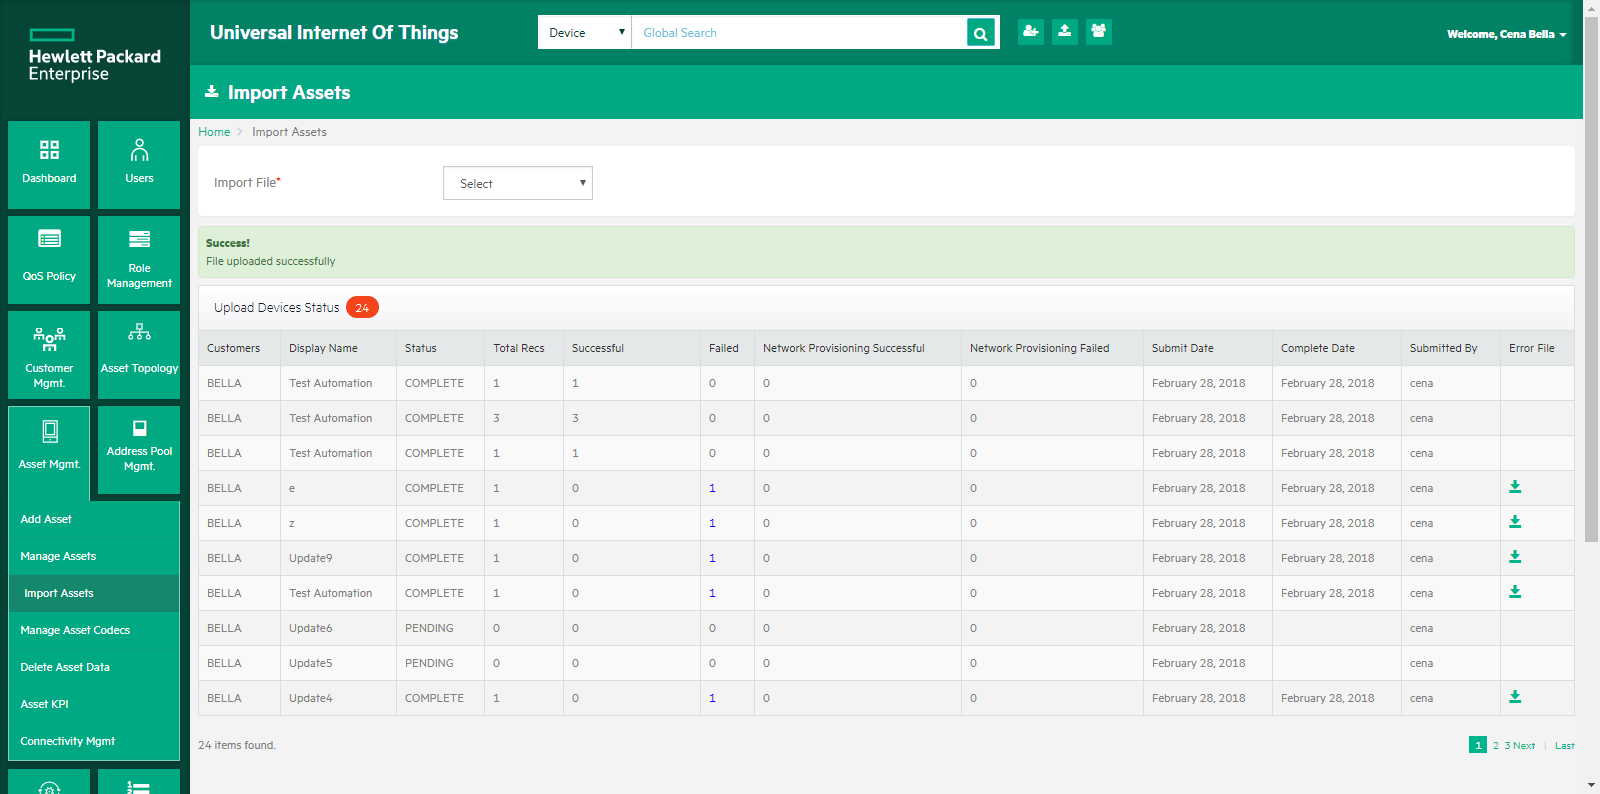 Hewlett Packard
Enterprise
Universal Internet Of Things
Device
Global Search
Welcome, Cena Bella
Import Assets
Home
Import Assets
Dashboard
Users
QoS Policy
Role
Management
Customer
Mgmt.
Asset Topology
Asset Mgmt.
Address Pool
Mgmt.
Add Asset
Manage Assets
Import Assets
Manage Asset Codecs
Delete Asset Data
Asset KPI
Connectivity Mgmt
Import File*
Select
Success!
File uploaded successfully
Upload Devices Status 24
Customers Display Name Status Total Recs Successful Failed Network Provisioning Successful Network Provisioning Failed Submit Date Complete Date Submitted By Error File
BELLA Test Automation COMPLETE 1 1 0 0 0 February 28, 2018 February 28, 2018 cena
BELLA Test Automation COMPLETE 3 3 0 0 0 February 28, 2018 February 28, 2018 cena
BELLA Test Automation COMPLETE 1 1 0 0 0 February 28, 2018 February 28, 2018 cena
BELLA e COMPLETE 1 0 1 0 0 February 28, 2018 February 28, 2018 cena
BELLA z COMPLETE 1 0 1 0 0 February 28, 2018 February 28, 2018 cena
BELLA Update9 COMPLETE 1 0 1 0 0 February 28, 2018 February 28, 2018 cena
BELLA Test Automation COMPLETE 1 0 1 0 0 February 28, 2018 February 28, 2018 cena
BELLA Update6 PENDING 0 0 0 0 0 February 28, 2018 cena
BELLA Update5 PENDING 0 0 0 0 0 February 28, 2018 cena
BELLA Update4 COMPLETE 1 0 1 0 0 February 28, 2018 February 28, 2018 cena
24 items found.
1 2 3 Next | Last